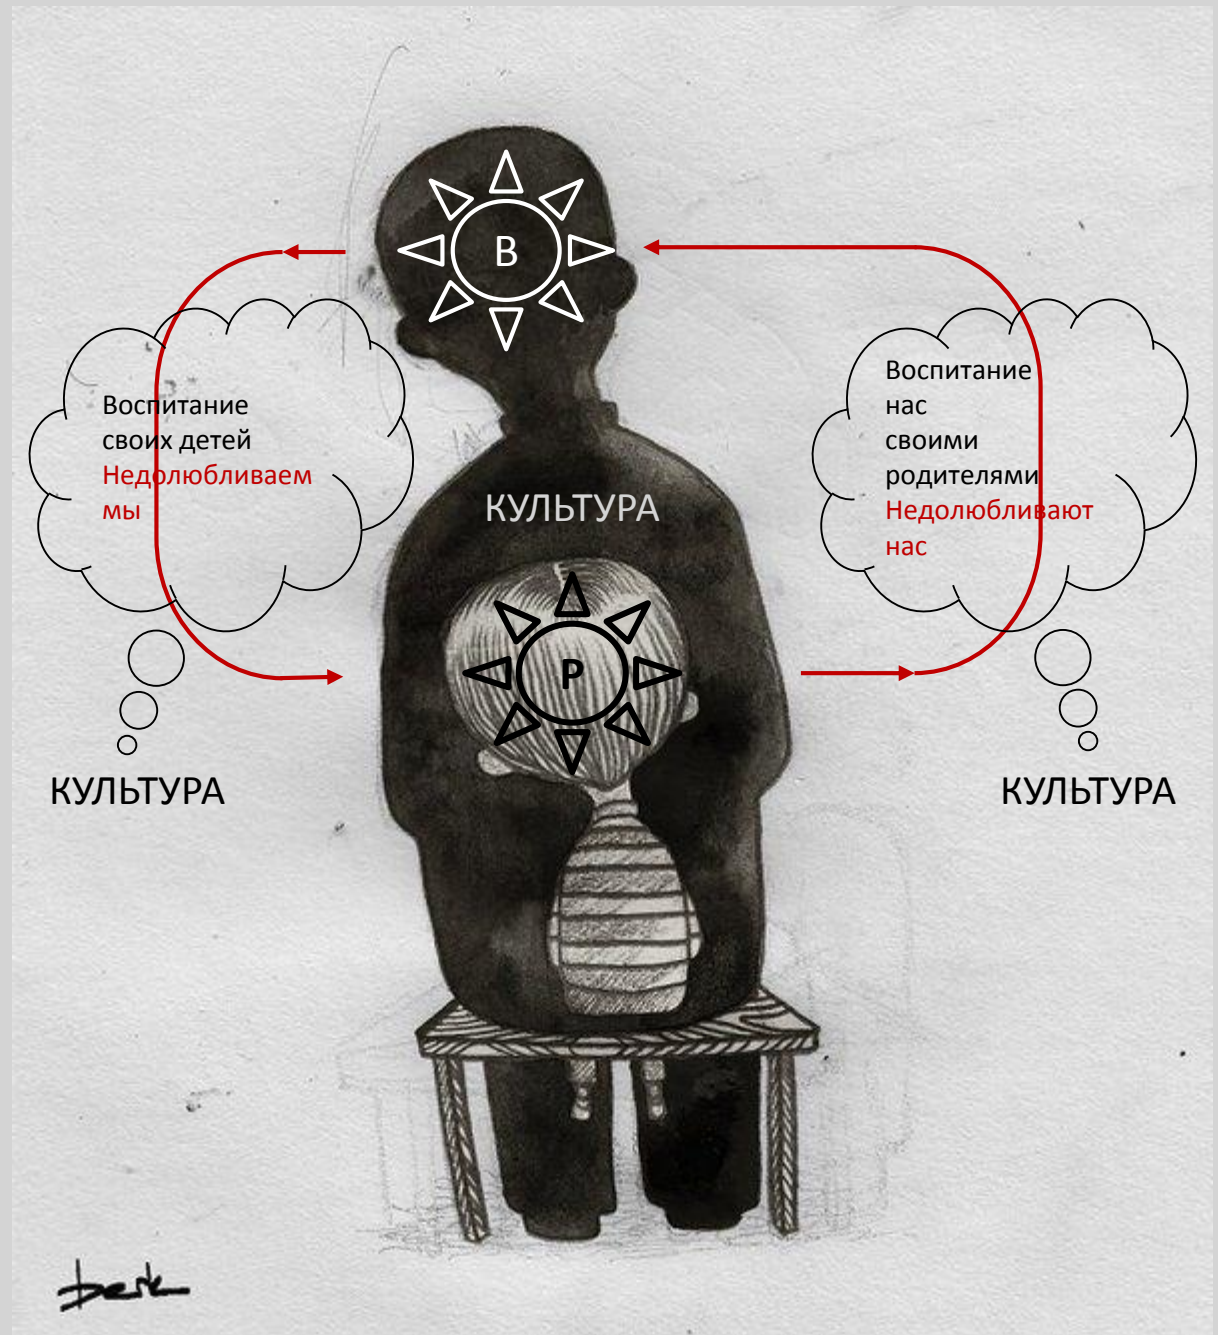 В
Воспитание
своих детей
Недолюбливаем
мы
Воспитание
нас
своими
родителями
Недолюбливают
нас
КУЛЬТУРА
Р
КУЛЬТУРА
КУЛЬТУРА